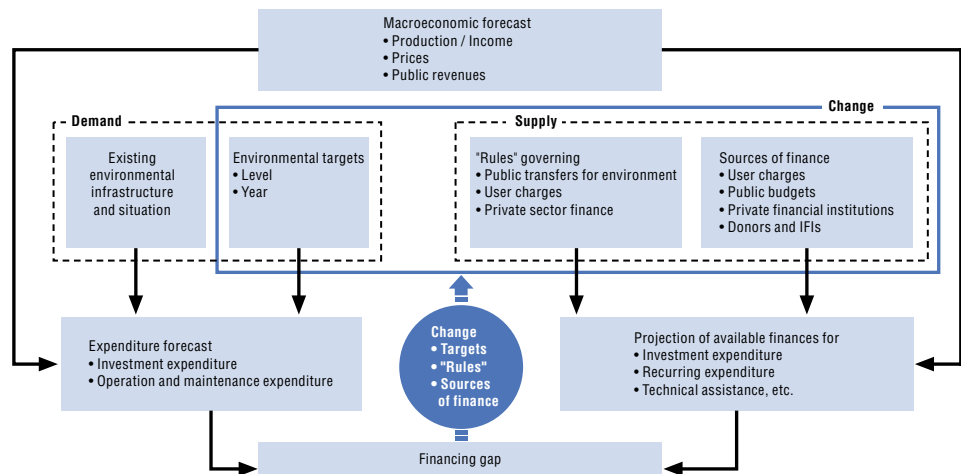 Macroeconomic forecast
• Production / Income
• Prices
• Public revenues
Change
Demand
Supply
Existing
environmental
infrastructure
and situation
Environmental targets
• Level
• Year
"Rules" governing
• Public transfers for environment
• User charges
• Private sector finance
Sources of finance
• User charges
• Public budgets
• Private financial institutions
• Donors and IFIs
Expenditure forecast
• Investment expenditure
• Operation and maintenance expenditure
Change
• Targets
• "Rules"
• Sources
of finance
Projection of available finances for
• Investment expenditure
• Recurring expenditure
• Technical assistance, etc.
Financing gap